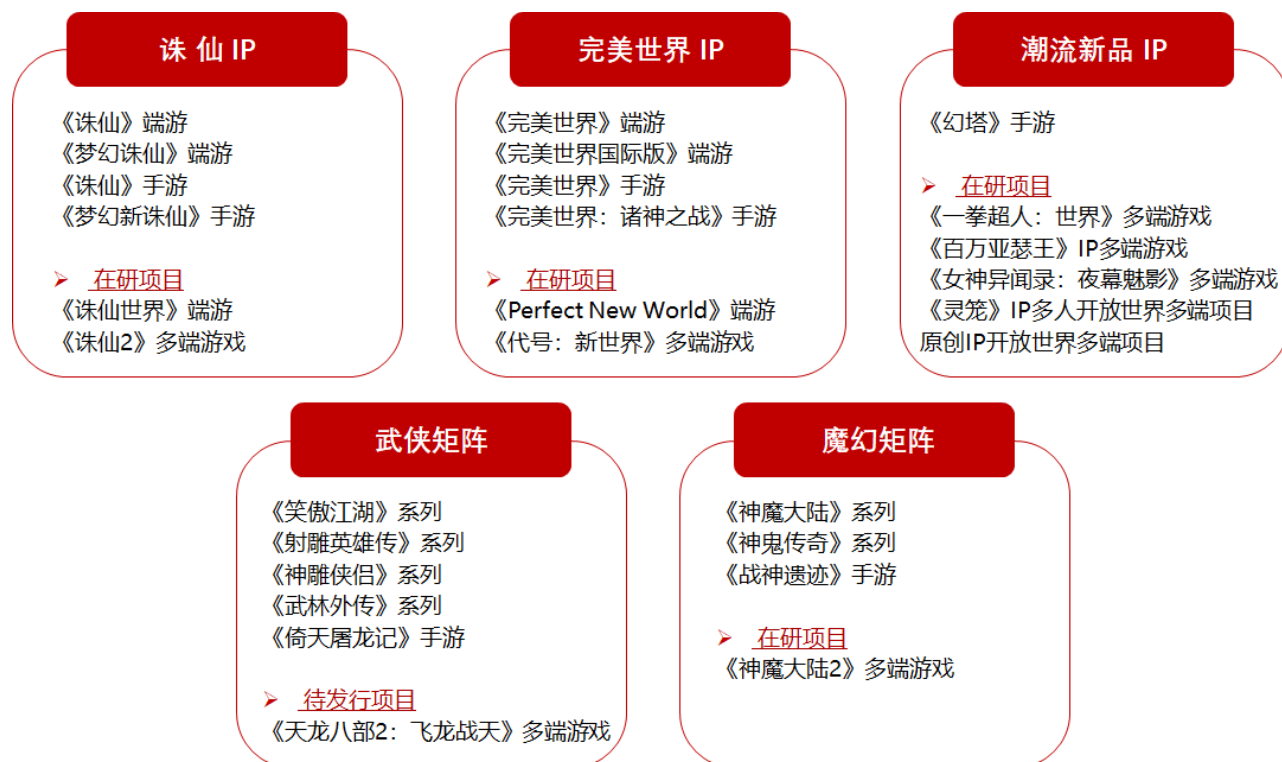 诛 仙 IP
《诛仙》端游
《梦幻诛仙》端游
《诛仙》手游
《梦幻新诛仙》手游
➢ 在研项目
《诛仙世界》端游
《诛仙2》多端游戏
完美世界 IP
《完美世界》端游
《完美世界国际版》端游
《完美世界》手游
《完美世界：诸神之战》手游
➢ 在研项目
《Perfect New World》端游
《代号：新世界》多端游戏
潮流新品 IP
《幻塔》手游
➢ 在研项目
《一拳超人：世界》多端游戏
《百万亚瑟王》IP多端游戏
《女神异闻录：夜幕魅影》多端游戏
《灵笼》IP多人开放世界多端项目
原创IP开放世界多端项目
武侠矩阵
《笑傲江湖》系列
《射雕英雄传》系列
《神雕侠侣》系列
《武林外传》系列
《倚天屠龙记》手游
➢ 待发行项目
《天龙八部2：飞龙战天》多端游戏
魔幻矩阵
《神魔大陆》系列
《神鬼传奇》系列
《战神遗迹》手游
➢ 在研项目
《神魔大陆2》多端游戏